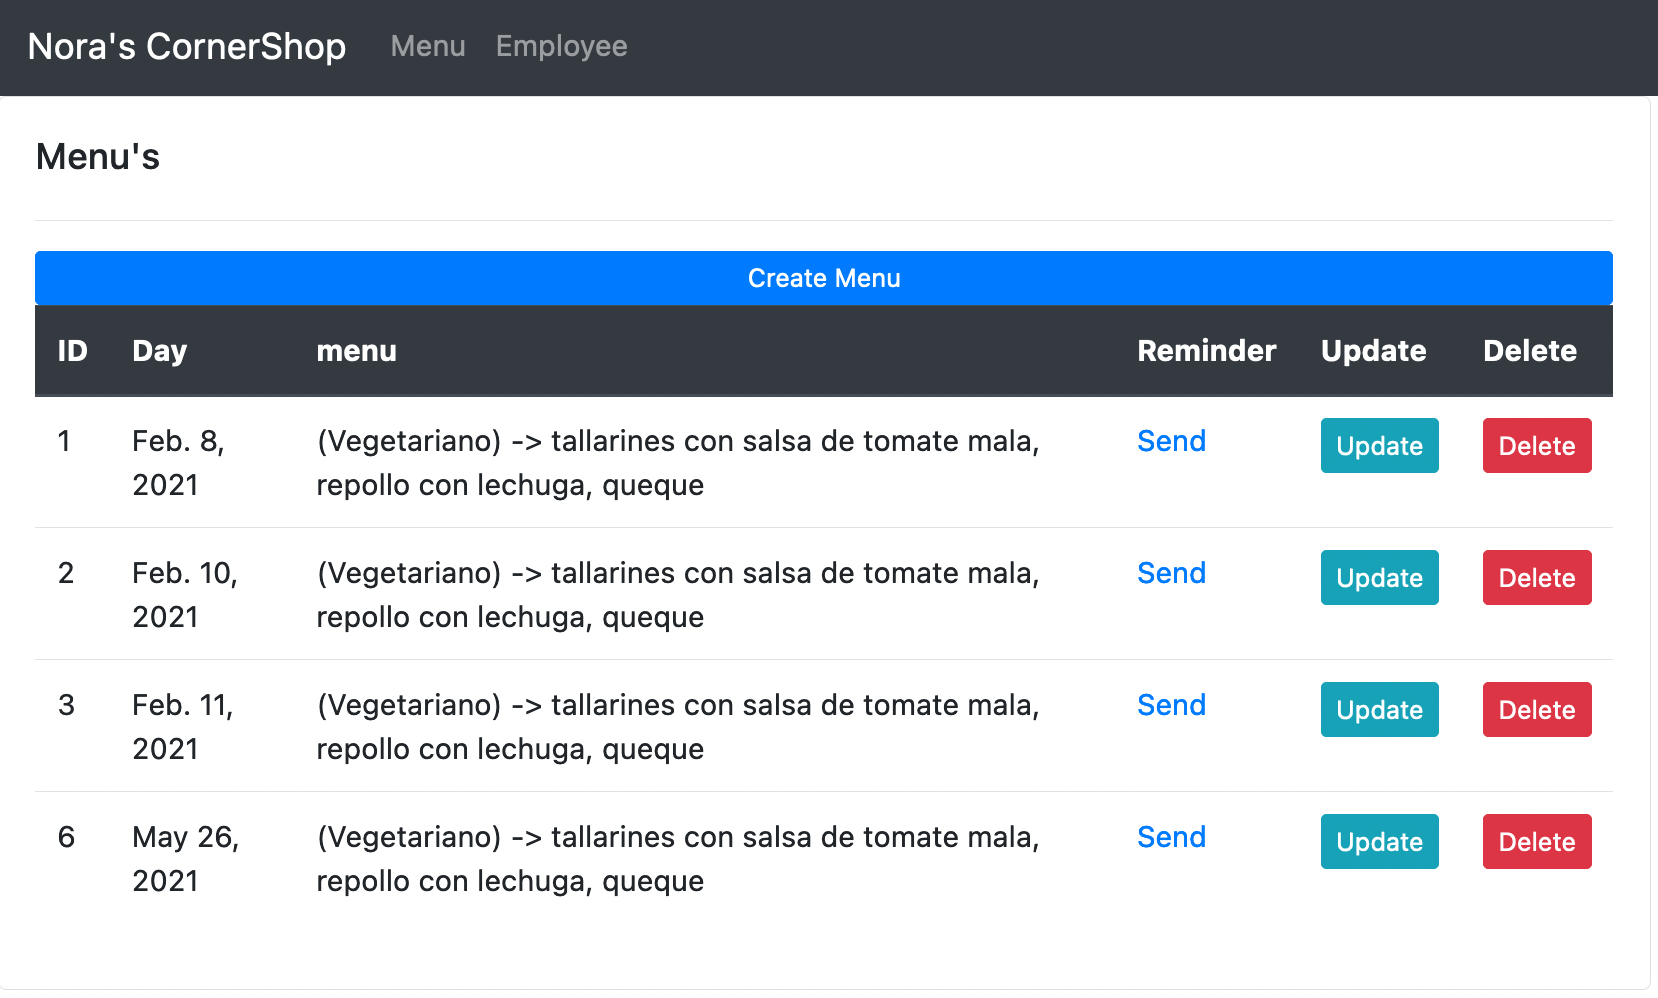 Nora's CornerShop Menu Employee
Menu's
Create Menu
ID Day menu Reminder Update Delete
1 Feb. 8, (Vegetariano) -> tallarines con salsa de tomate mala, Send Update Delete
2021 repollo con lechuga, queque
2 Feb. 10, (Vegetariano) -> tallarines con salsa de tomate mala, Send Update Delete
2021 repollo con lechuga, queque
3 Feb. 11, (Vegetariano) -> tallarines con salsa de tomate mala, Send Update Delete
2021 repollo con lechuga, queque
6 May 26, (Vegetariano) -> tallarines con salsa de tomate mala, Send Update Delete
2021 repollo con lechuga, queque